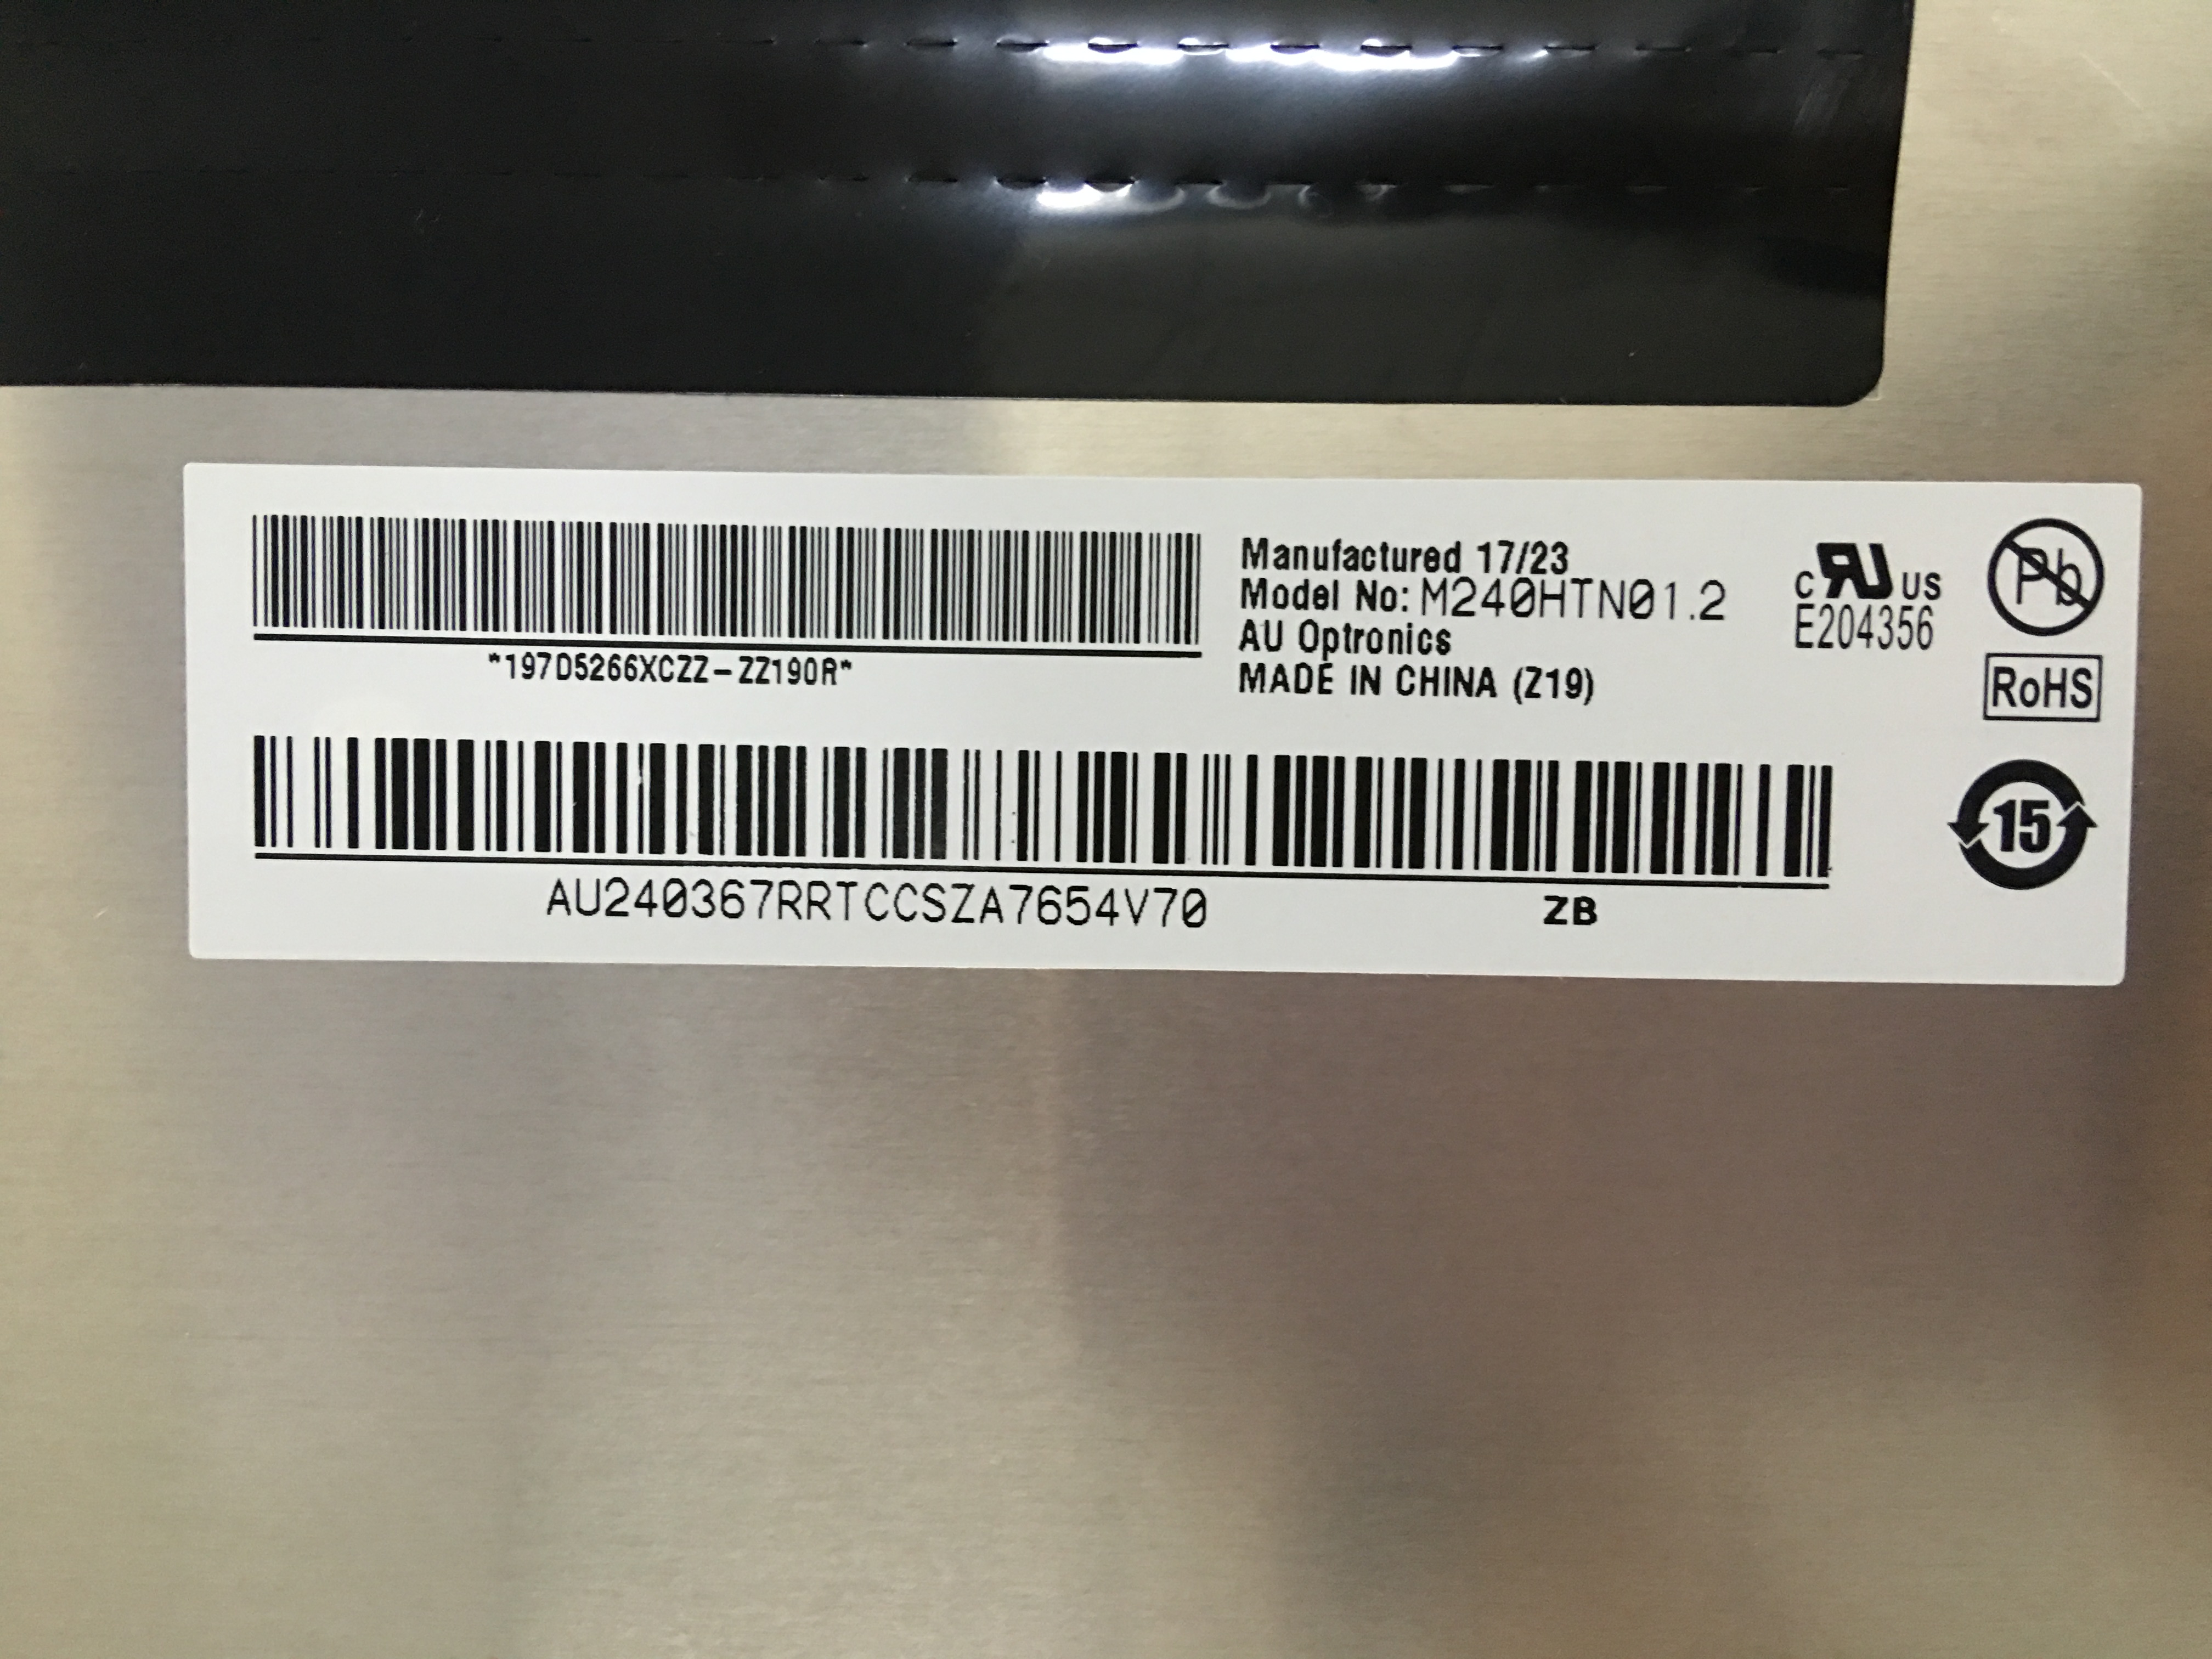 Manufactured 17/23
Model No: M240HTN01.2
AU Optronics
MADE IN CHINA (Z19)
*197D5266XCZZ-ZZ190R*
c RU US
E204356
Pb
RoHS
15
AU240367RRTCCSZA7654V70
ZB